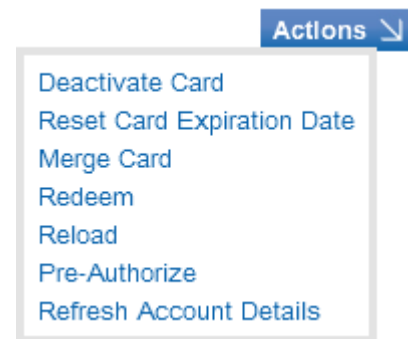 Actions
Deactivate Card
Reset Card Expiration Date
Merge Card
Redeem
Reload
Pre-Authorize
Refresh Account Details